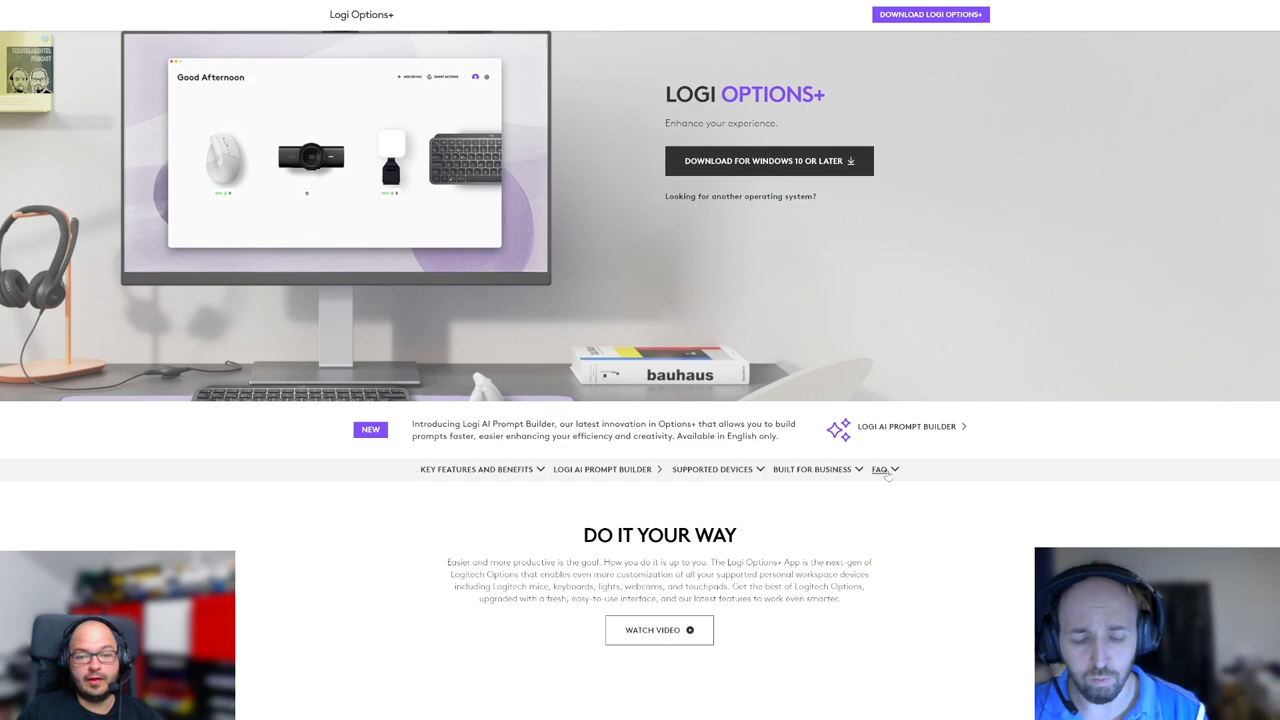 Logi Options+
DOWNLOAD LOGI OPTIONS+
TECHTELMECHTEL
PODCAST
Good Afternoon
ADD DEVICE
SMART ACTIONS
LOGI OPTIONS+
Enhance your experience.
DOWNLOAD FOR WINDOWS 10 OR LATER
Looking for another operating system?
bauhaus
NEW
Introducing Logi AI Prompt Builder, our latest innovation in Options+ that allows you to build
prompts faster, easier enhancing your efficiency and creativity. Available in English only.
LOGI AI PROMPT BUILDER
KEY FEATURES AND BENEFITS
LOGI AI PROMPT BUILDER
SUPPORTED DEVICES
BUILT FOR BUSINESS
FAQ
DO IT YOUR WAY
Easier and more productive is the goal. How you do it is up to you. The Logi Options+ App is the next-gen of
Logitech Options that enables even more customization of all your supported personal workspace devices
including Logitech mice, keyboards, lights, webcams, and touchpads. Get the best of Logitech Options,
upgraded with a fresh, easy-to-use interface, and our latest features to work even smarter.
WATCH VIDEO